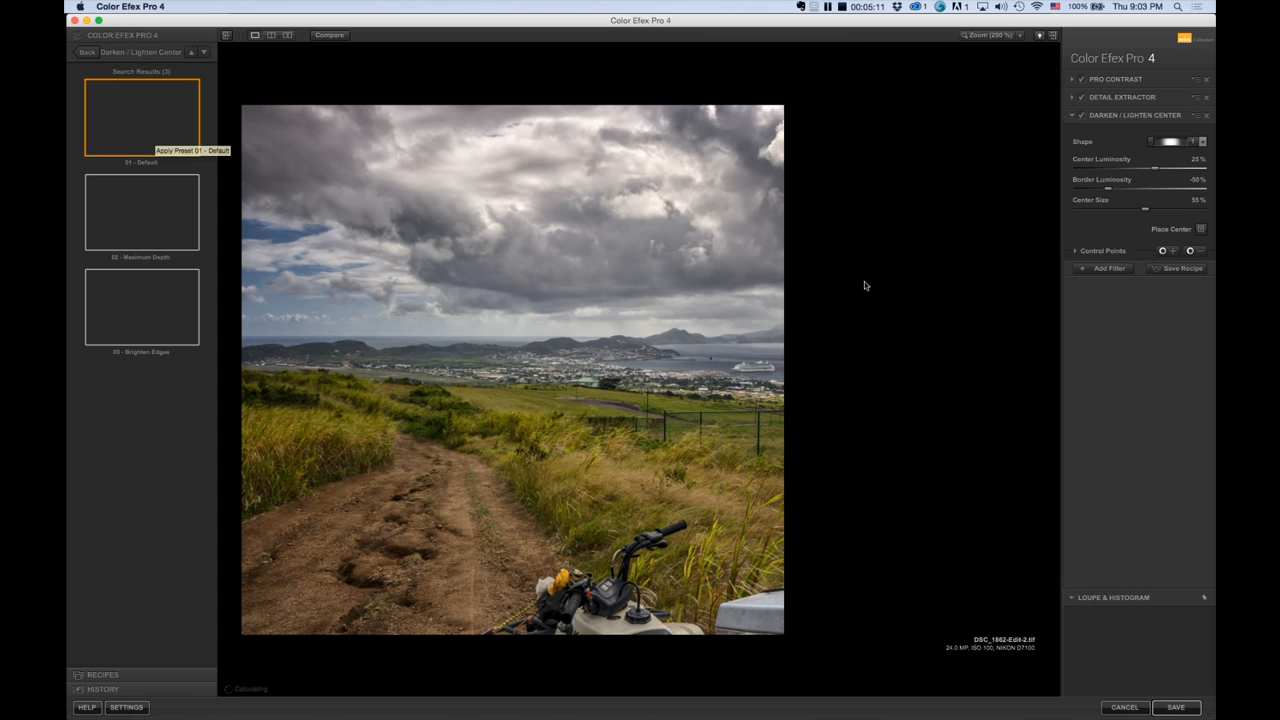 Color Efex Pro 4
00:05:11
1
1
100%
Thu 9:03 PM
Color Efex Pro 4
COLOR EFEX PRO 4
Compare
Zoom (200 %)
Back
Darken / Lighten Center
Search Results (3)
Apply Preset 01 - Default
01 - Default
02 - Maximum Depth
03 - Brighten Edges
RECIPES
HISTORY
HELP
SETTINGS
Calculating
DSC_1862-Edit-2.tif
24.0 MP, ISO 100, NIKON D7100
Color Efex Pro 4
PRO CONTRAST
DETAIL EXTRACTOR
DARKEN / LIGHTEN CENTER
Shape
1
Center Luminosity 25%
Border Luminosity -50%
Center Size 55%
Place Center
Control Points
+ Add Filter
Save Recipe
LOUPE & HISTOGRAM
CANCEL
SAVE